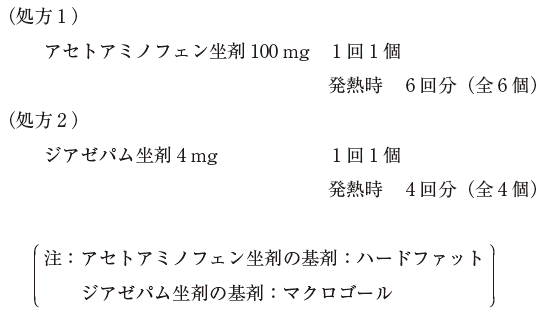 （処方１）
アセトアミノフェン坐剤 100 mg　１回１個
発熱時　６回分（全６個）
（処方２）
ジアゼパム坐剤 4 mg　１回１個
発熱時　４回分（全４個）
注：アセトアミノフェン坐剤の基剤：ハードファット
ジアゼパム坐剤の基剤：マクロゴール